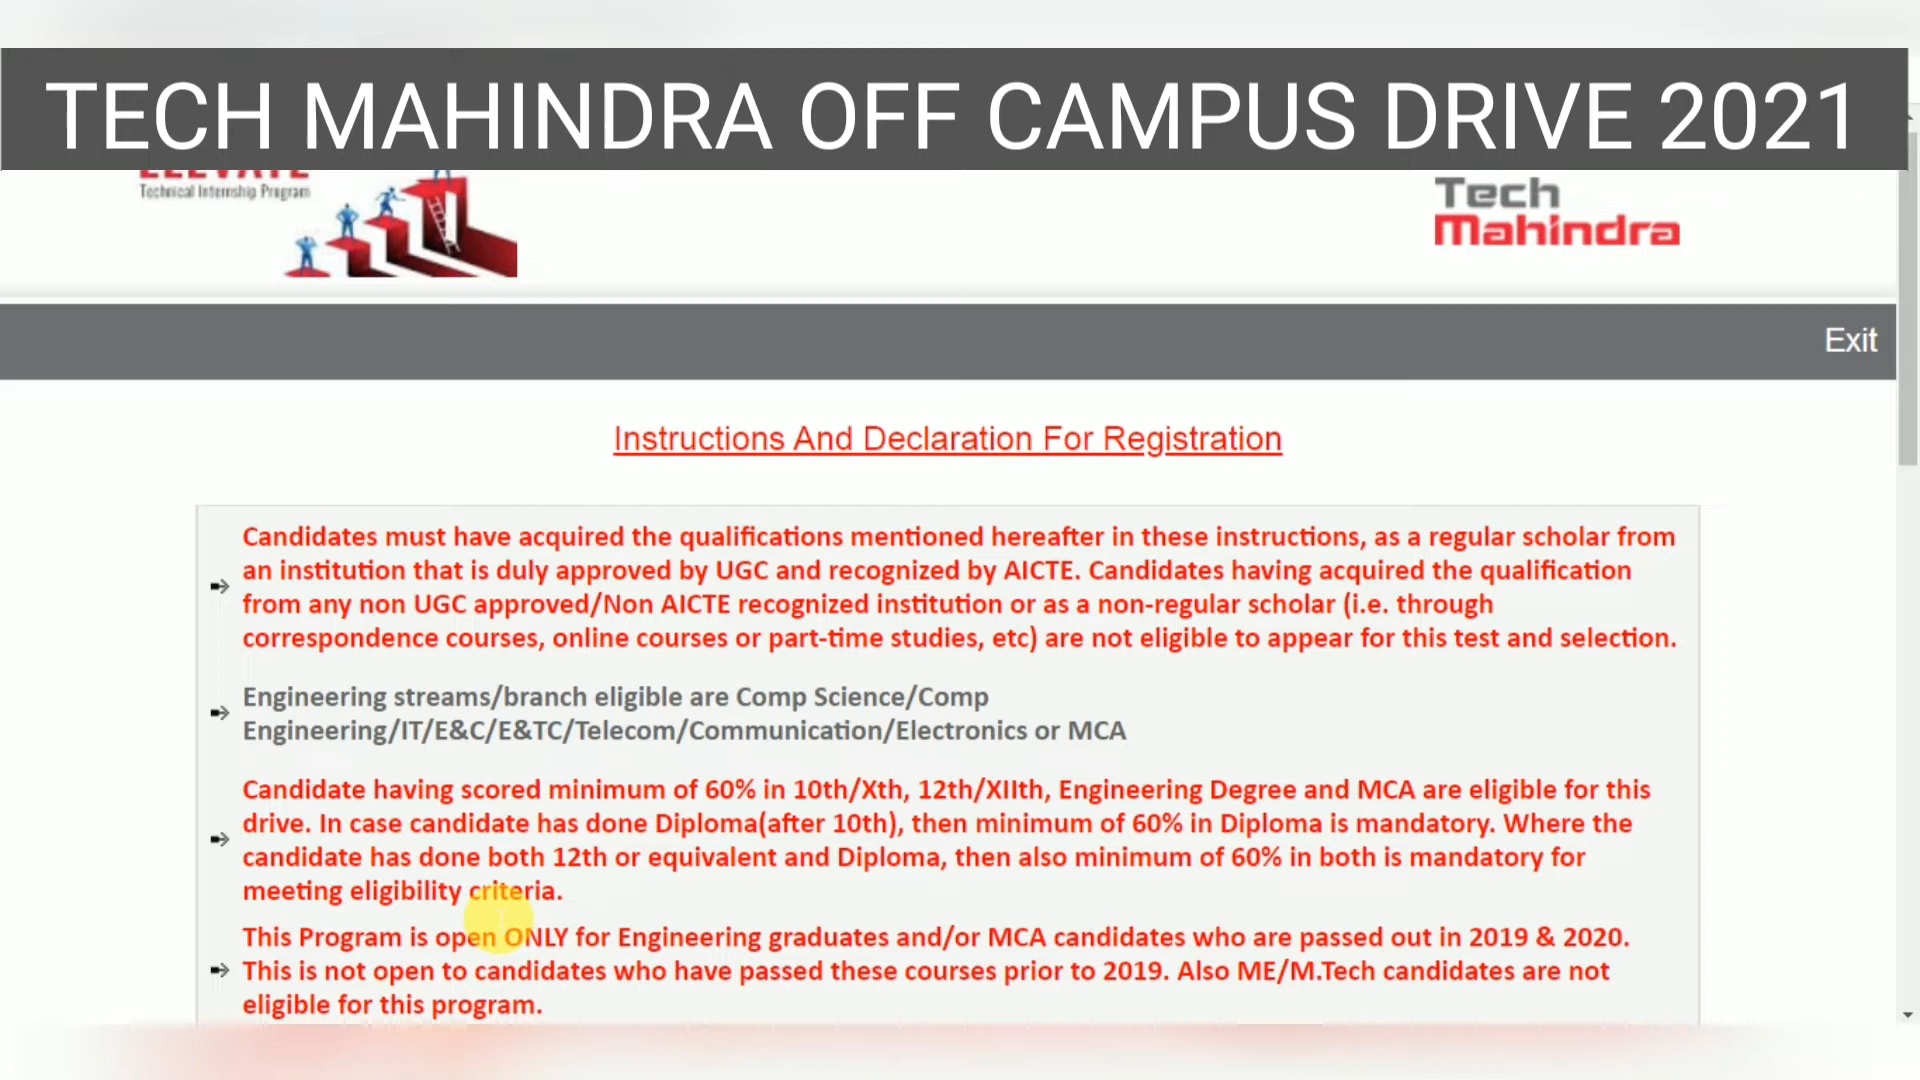 TECH MAHINDRA OFF CAMPUS DRIVE 2021
ELEVATE
Technical Internship Program
Tech
Mahindra
Exit
Instructions And Declaration For Registration
Candidates must have acquired the qualifications mentioned hereafter in these instructions, as a regular scholar from
an institution that is duly approved by UGC and recognized by AICTE. Candidates having acquired the qualification
from any non UGC approved/Non AICTE recognized institution or as a non-regular scholar (i.e. through
correspondence courses, online courses or part-time studies, etc) are not eligible to appear for this test and selection.
Engineering streams/branch eligible are Comp Science/Comp
Engineering/IT/E&C/E&TC/Telecom/Communication/Electronics or MCA
Candidate having scored minimum of 60% in 10th/Xth, 12th/XIIth, Engineering Degree and MCA are eligible for this
drive. In case candidate has done Diploma(after 10th), then minimum of 60% in Diploma is mandatory. Where the
candidate has done both 12th or equivalent and Diploma, then also minimum of 60% in both is mandatory for
meeting eligibility criteria.
This Program is open ONLY for Engineering graduates and/or MCA candidates who are passed out in 2019 & 2020.
This is not open to candidates who have passed these courses prior to 2019. Also ME/M.Tech candidates are not
eligible for this program.